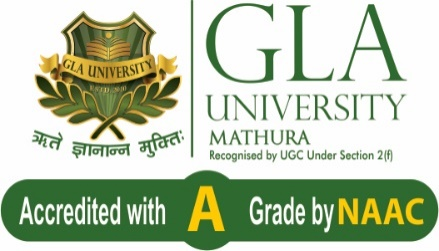 GLA UNIVERSITY
ऋते ज्ञानान्न मुक्तिः
GLA
UNIVERSITY
MATHURA
Recognised by UGC Under Section 2(f)
Accredited with A Grade by NAAC